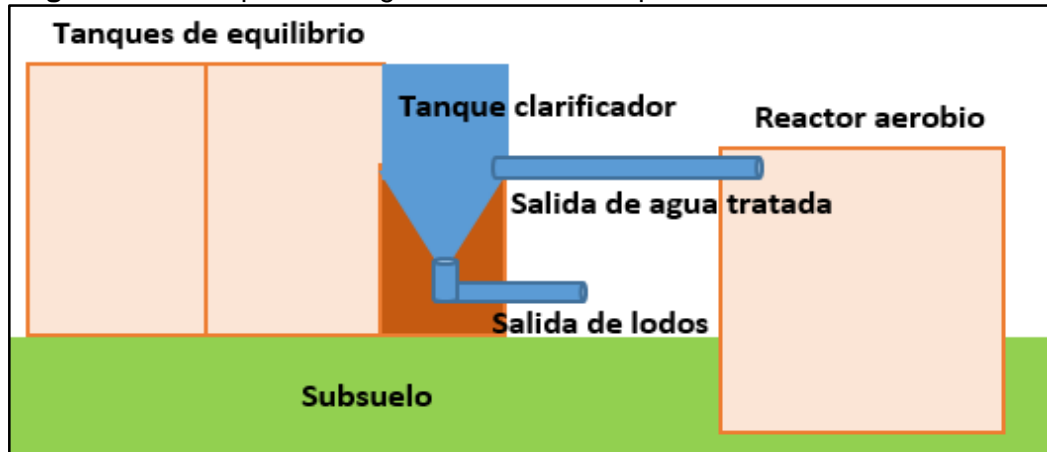 Tanques de equilibrio
Tanque clarificador
Reactor aerobio
Salida de agua tratada
Salida de lodos
Subsuelo